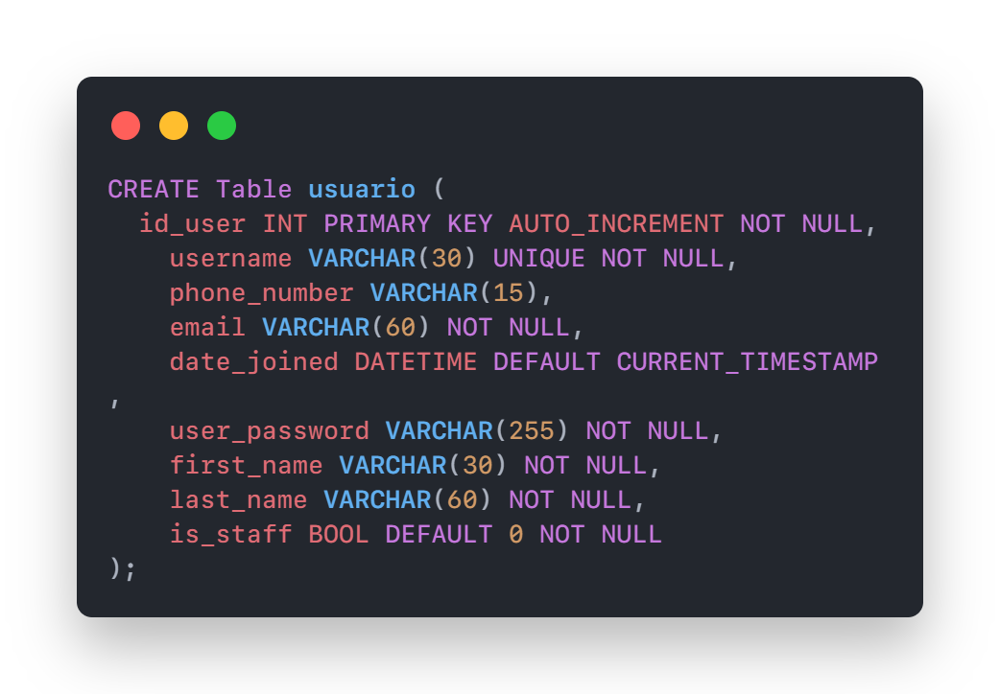 CREATE Table usuario (
  id_user INT PRIMARY KEY AUTO_INCREMENT NOT NULL,
    username VARCHAR(30) UNIQUE NOT NULL,
    phone_number VARCHAR(15),
    email VARCHAR(60) NOT NULL,
    date_joined DATETIME DEFAULT CURRENT_TIMESTAMP
,
    user_password VARCHAR(255) NOT NULL,
    first_name VARCHAR(30) NOT NULL,
    last_name VARCHAR(60) NOT NULL,
    is_staff BOOL DEFAULT 0 NOT NULL
);